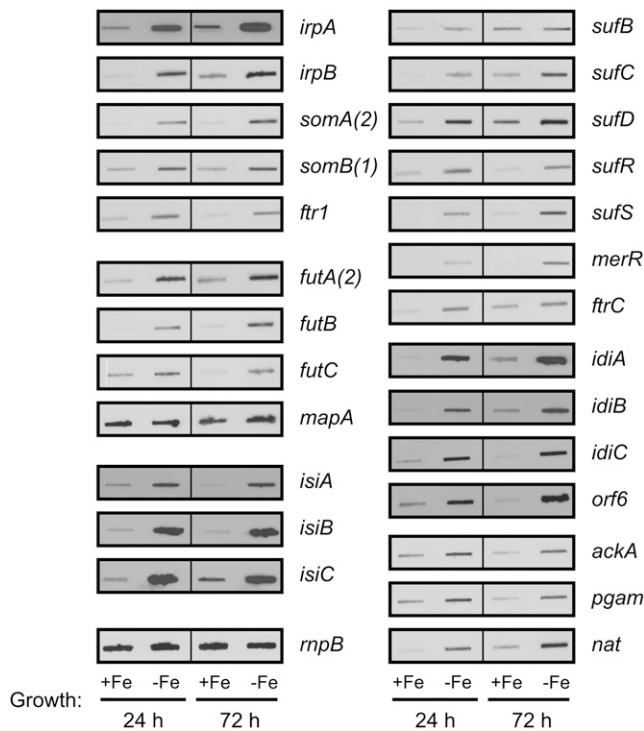 irpA
irpB
somA(2)
somB(1)
ftr1
futA(2)
futB
futC
mapA
isiA
isiB
isiC
rnpB
+Fe -Fe +Fe -Fe
Growth:
24 h 72 h
sufB
sufC
sufD
sufR
sufS
merR
ftrC
idiA
idiB
idiC
orf6
ackA
pgam
nat
+Fe -Fe +Fe -Fe
24 h 72 h